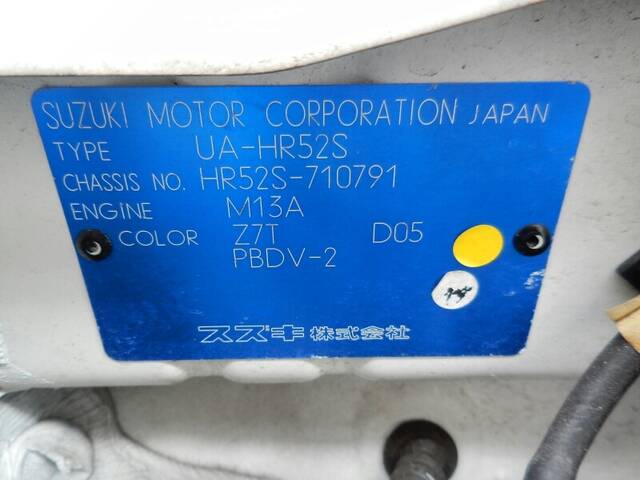 SUZUKI MOTOR CORPORATION JAPAN
TYPE UA-HR52S
CHASSIS NO. HR52S-710791
ENGINE M13A
COLOR Z7T D05
PBDV-2
スズキ株式会社